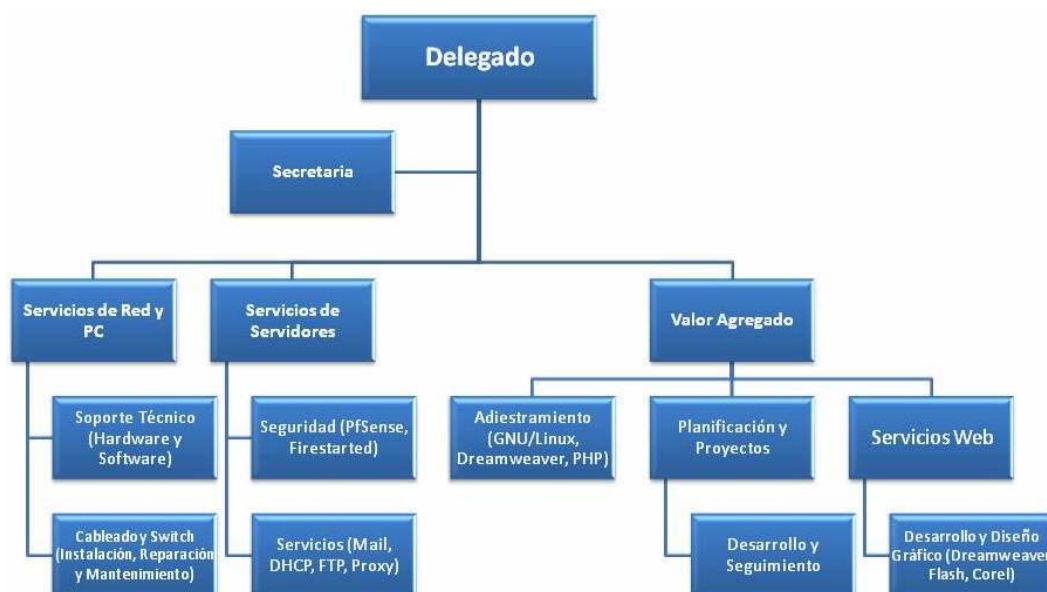 Delegado
Secretaria
Servicios de Red y
PC
Servicios de
Servidores
Valor Agregado
Soporte Técnico
(Hardware y
Software)
Seguridad (PfSense,
Firestarted)
Adiestramiento
(GNU/Linux,
Dreamweaver, PHP)
Planificación y
Proyectos
Servicios Web
Cableado y Switch
(Instalación, Reparación
y Mantenimiento)
Servicios (Mail,
DHCP, FTP, Proxy)
Desarrollo y
Seguimiento
Desarrollo y Diseño
Gráfico (Dreamweaver
Flash, Corel)